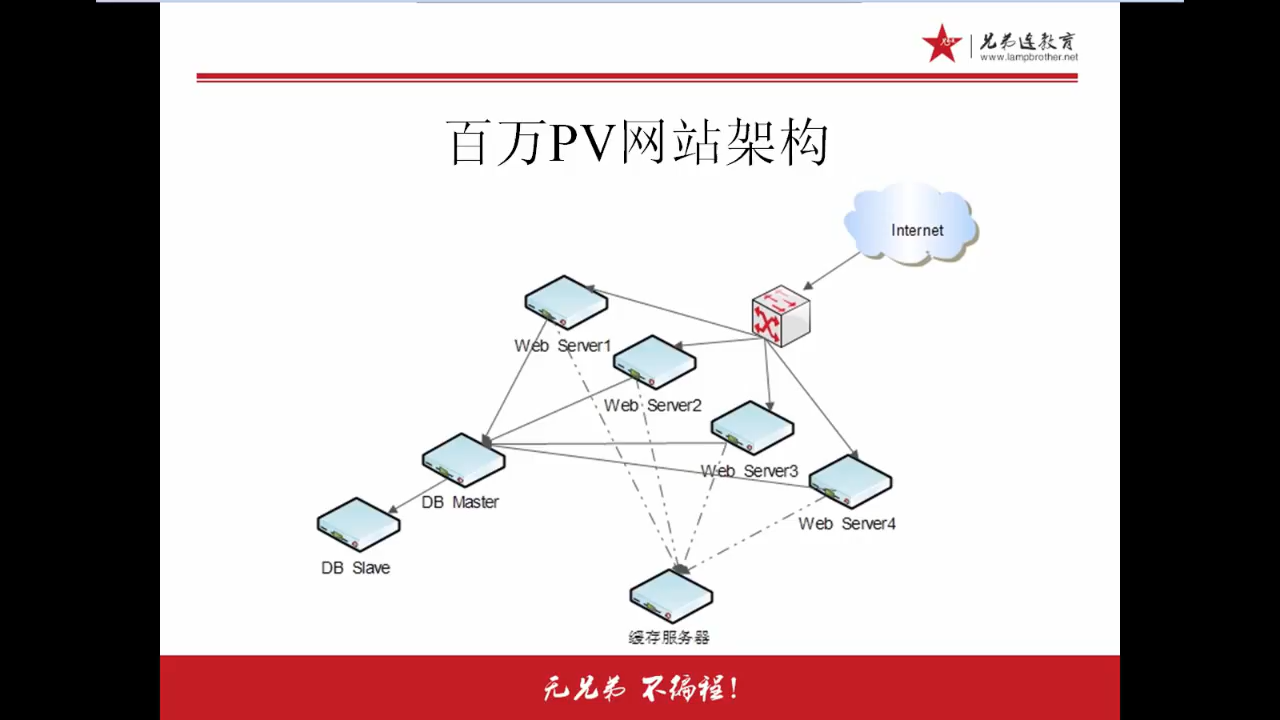 兄弟连教育
www.lampbrother.net
百万PV网站架构
Internet
Web Server1
Web Server2
Web Server3
Web Server4
DB Master
DB Slave
缓存服务器
无兄弟 不编程!